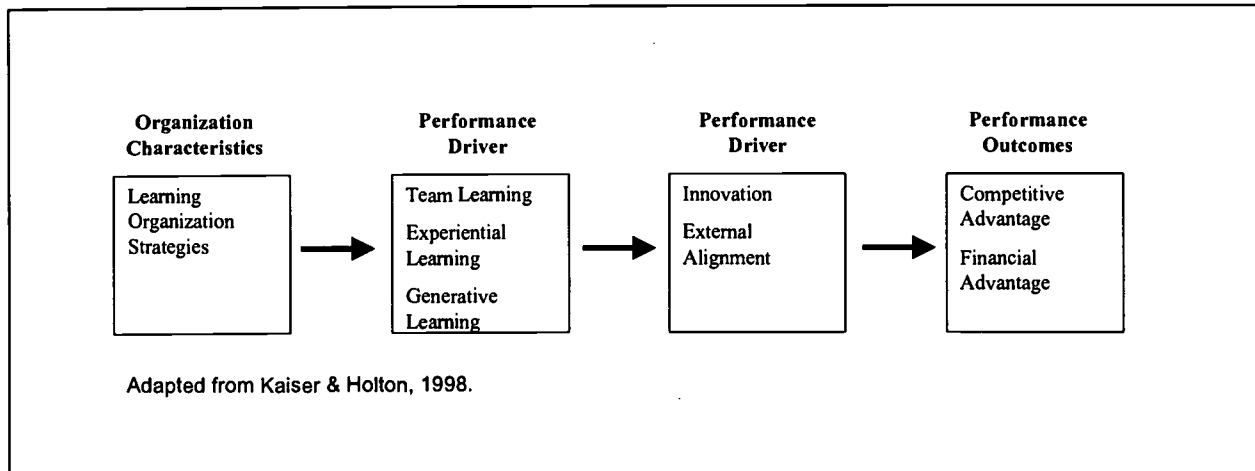 Organization
Characteristics
Learning
Organization
Strategies
Performance
Driver
Team Learning
Experiential
Learning
Generative
Learning
Performance
Driver
Innovation
External
Alignment
Performance
Outcomes
Competitive
Advantage
Financial
Advantage
Adapted from Kaiser & Holton, 1998.